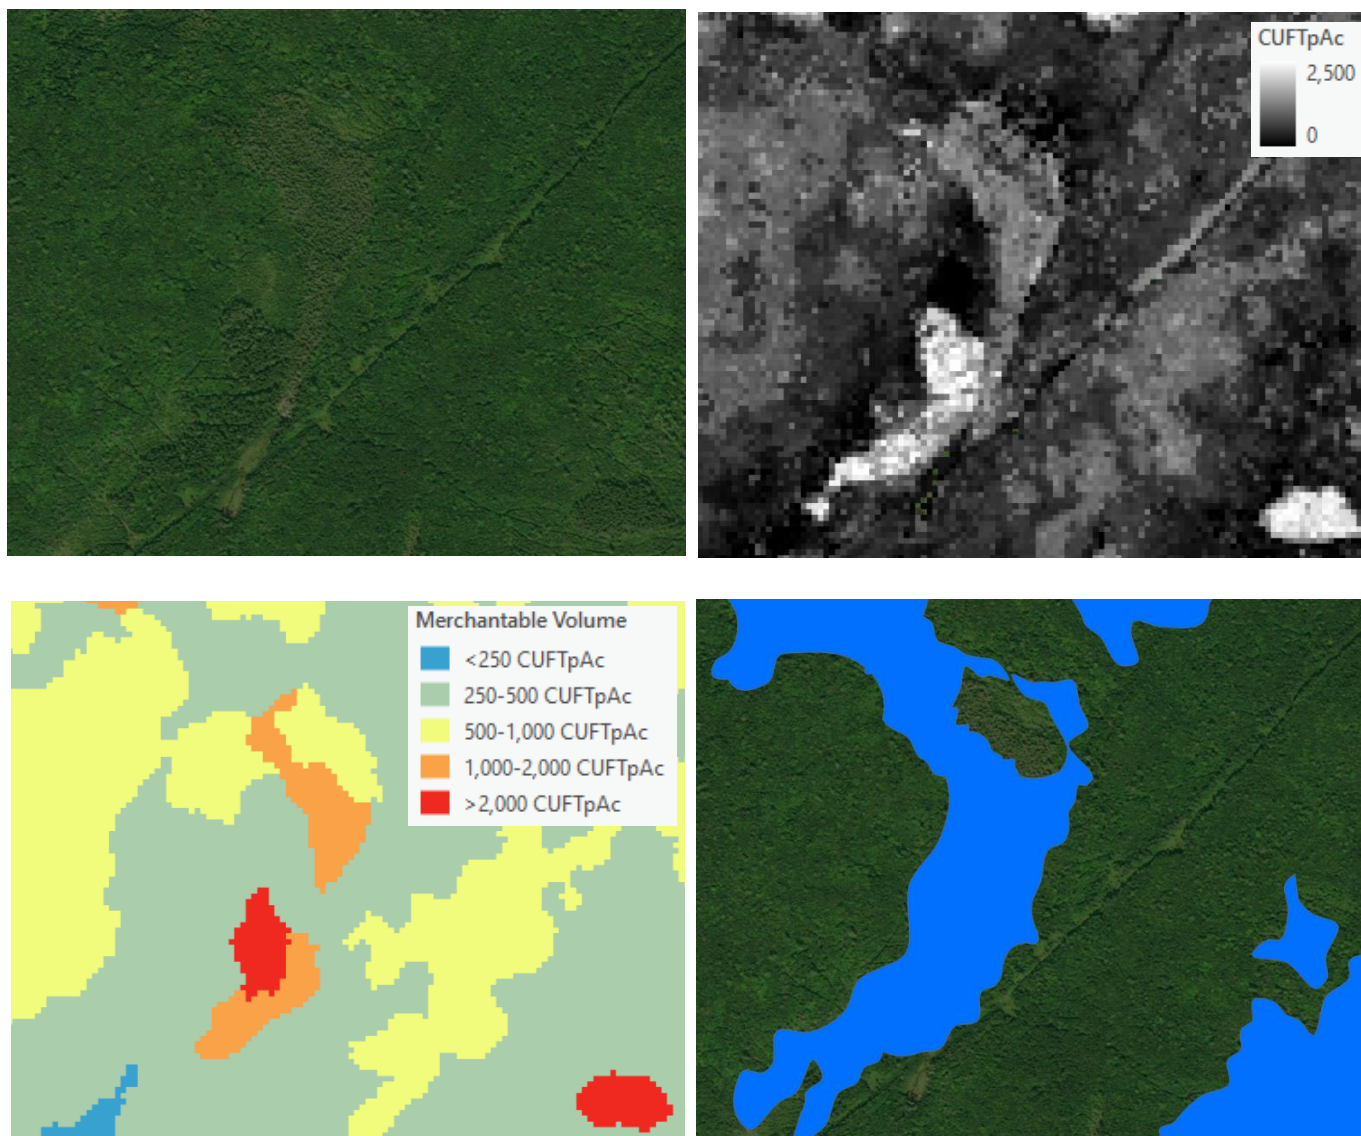 CUFTpAc
2,500
0
Merchantable Volume
<250 CUFTpAc
250-500 CUFTpAc
500-1,000 CUFTpAc
1,000-2,000 CUFTpAc
>2,000 CUFTpAc